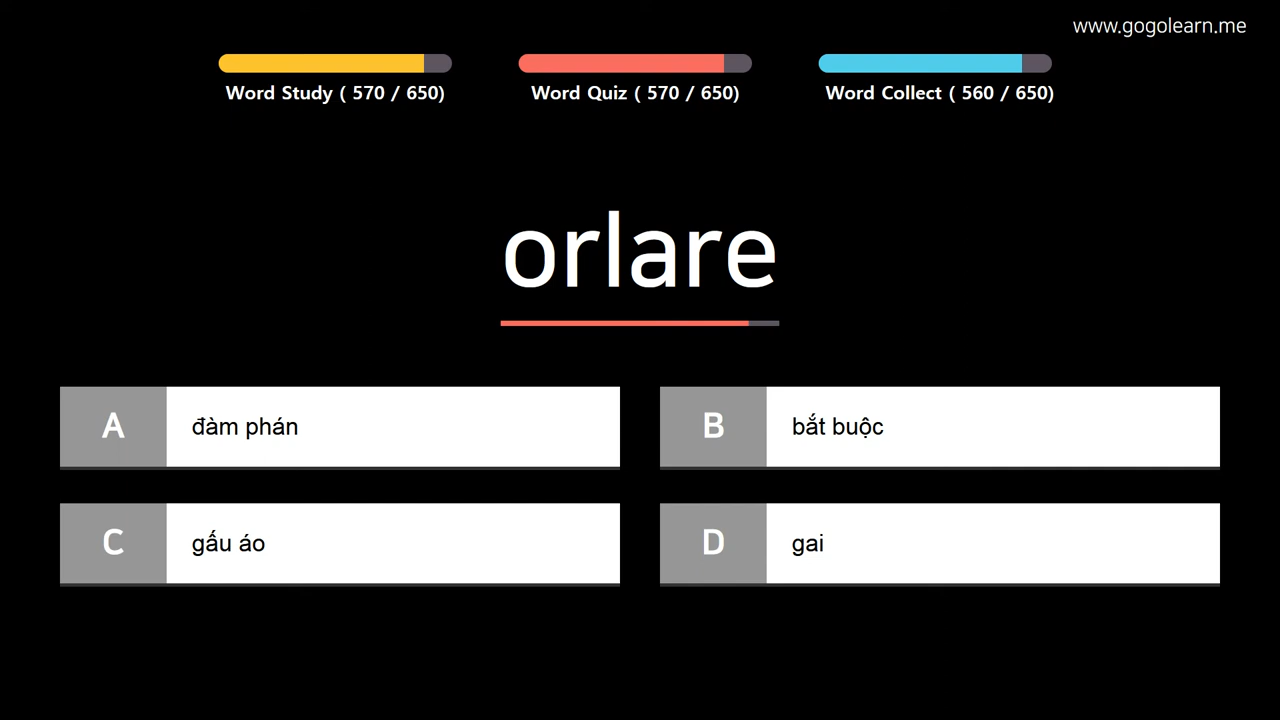 www.gogolearn.me
Word Study ( 570 / 650)
Word Quiz ( 570 / 650)
Word Collect ( 560 / 650)
orlare
A đàm phán
B bắt buộc
C gấu áo
D gai